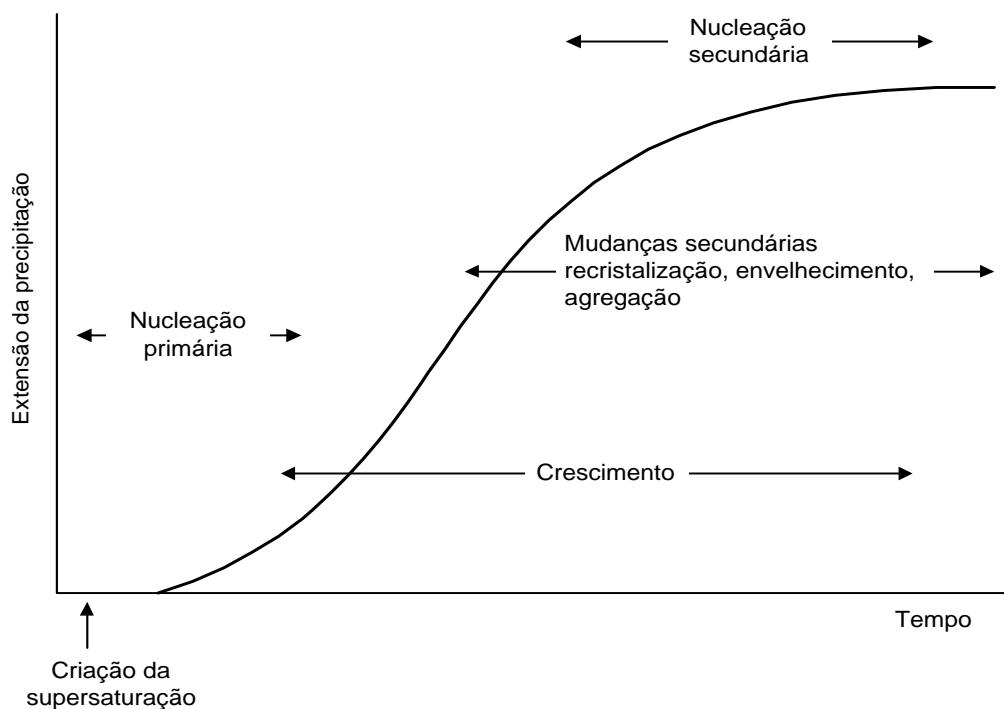 Nucleação
secundária
Extensão da precipitação
Mudanças secundárias
recristalização, envelhecimento,
agregação
Nucleação
primária
Crescimento
Tempo
Criação da
supersaturação